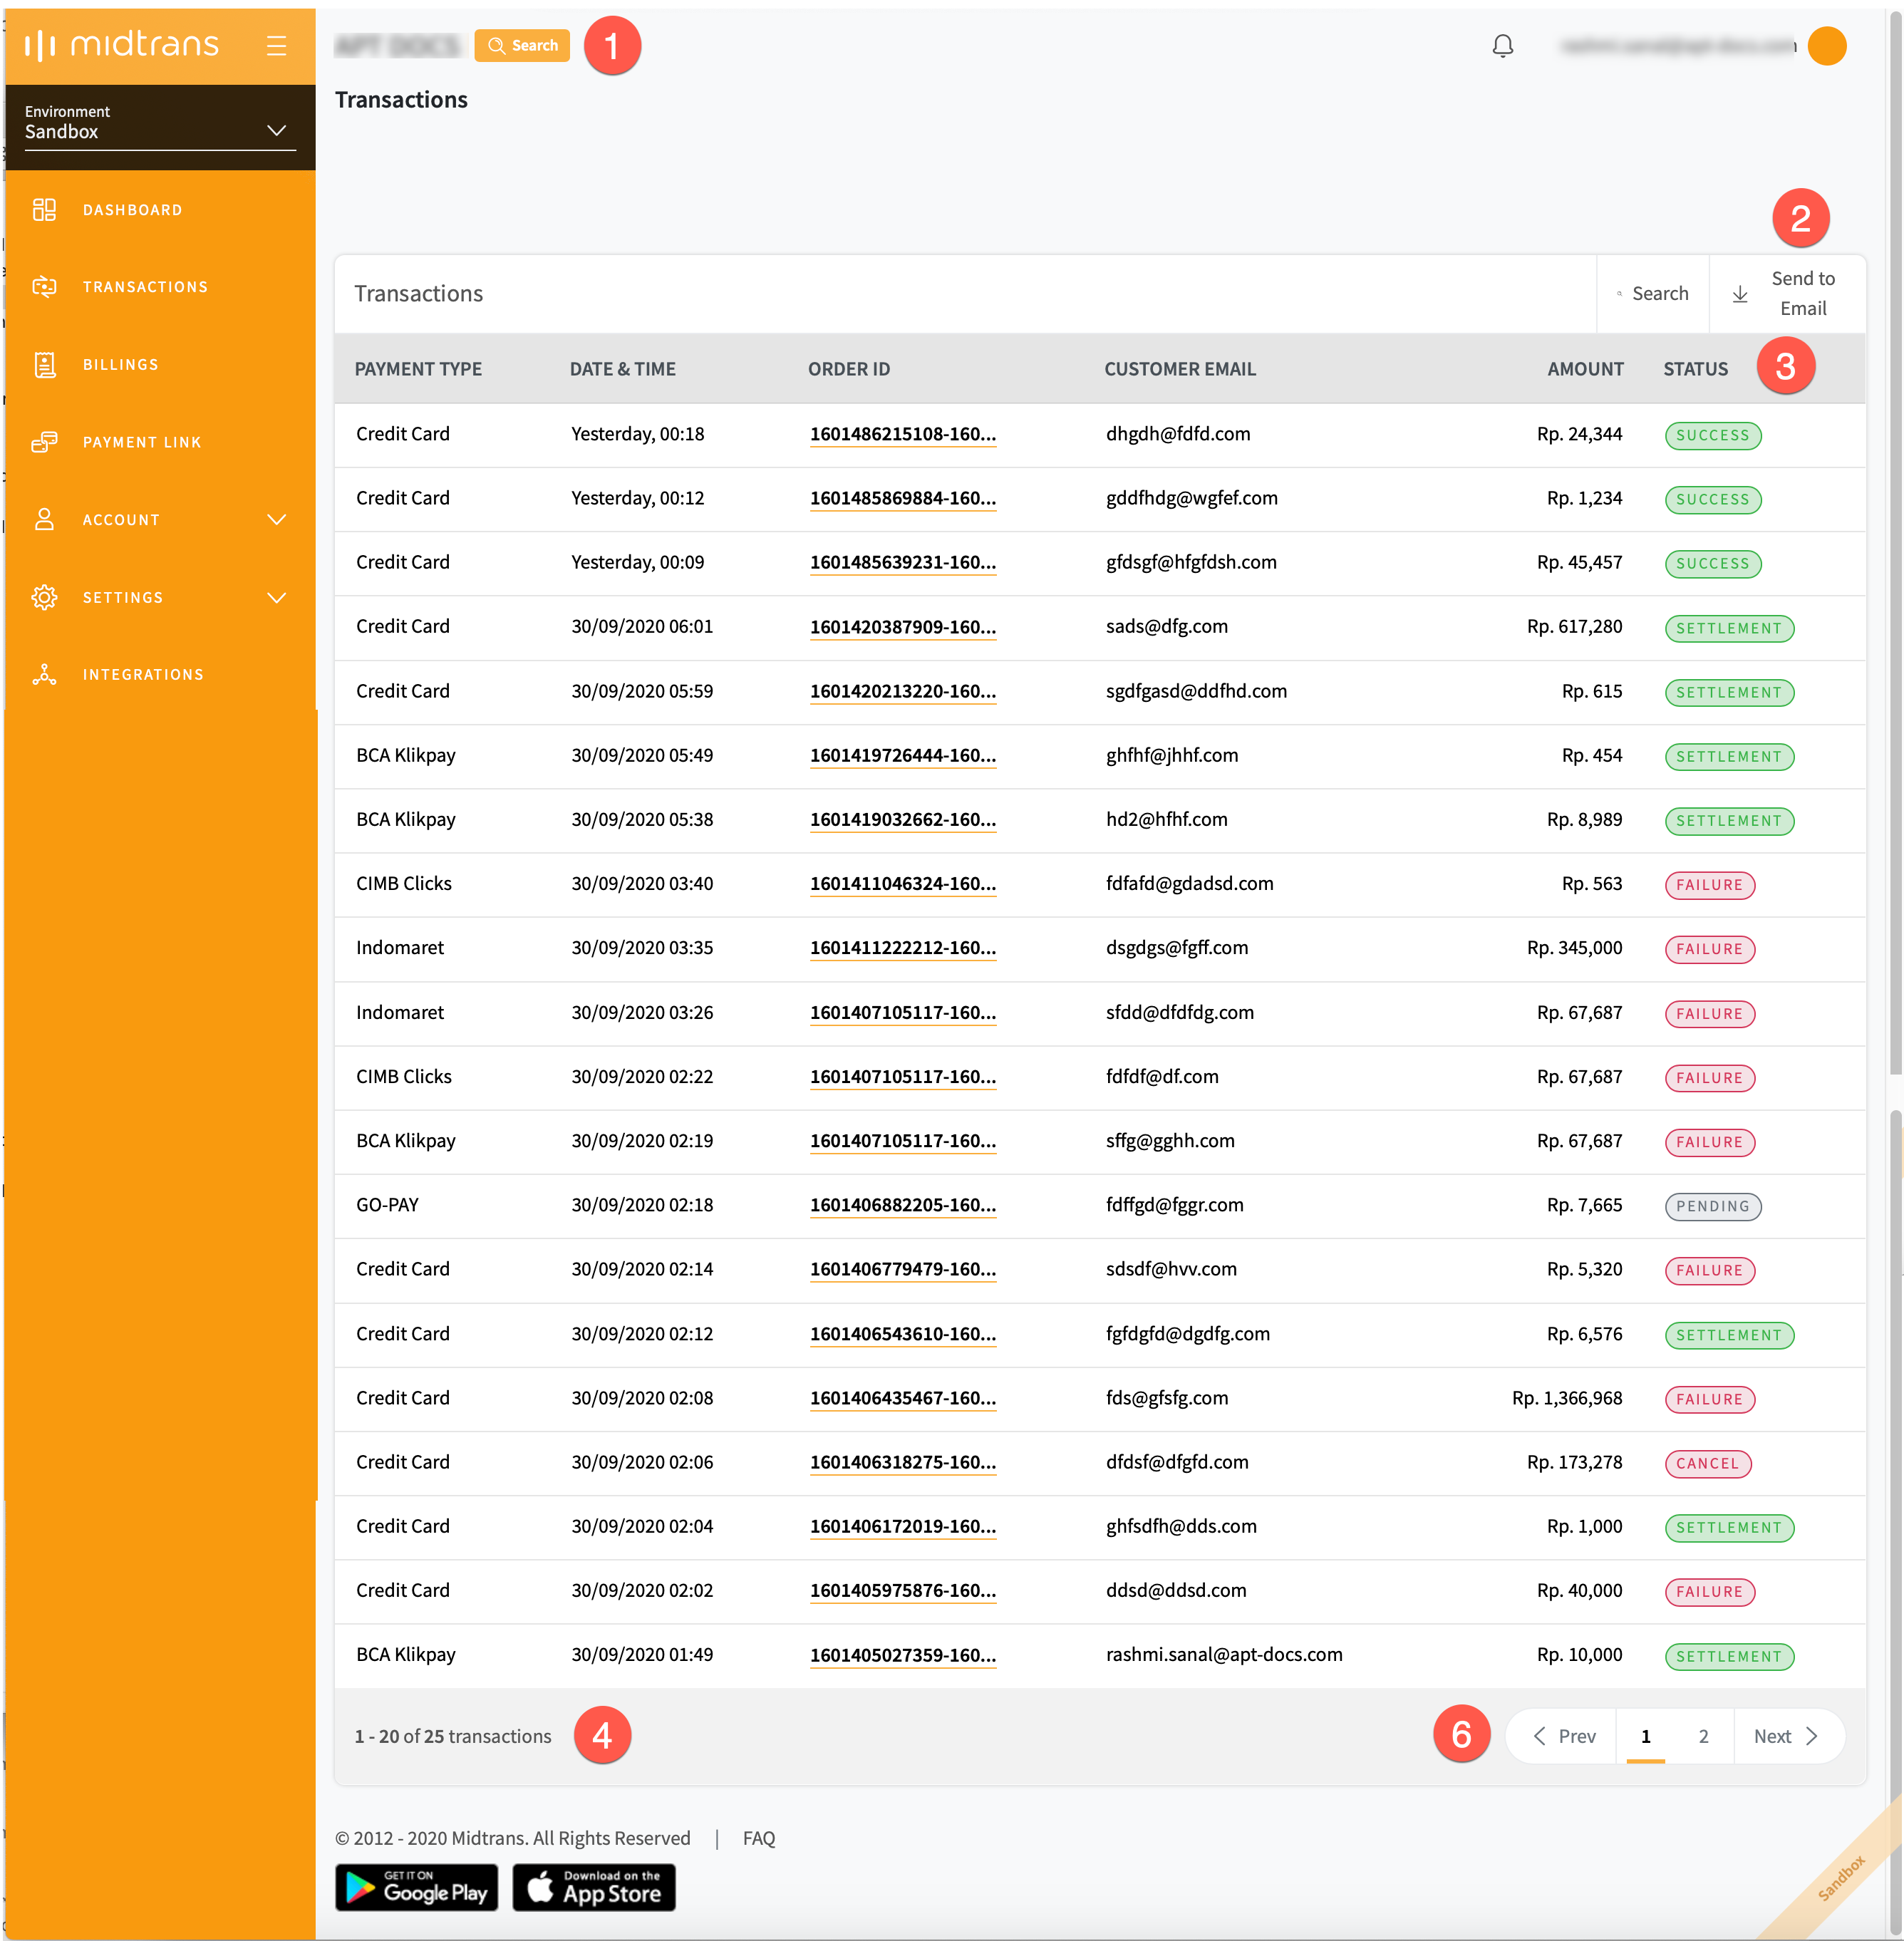 midtrans
Search
1
Transactions
Environment
Sandbox
DASHBOARD
TRANSACTIONS
BILLINGS
PAYMENT LINK
ACCOUNT
SETTINGS
INTEGRATIONS
2
Transactions
Search
Send to
Email
PAYMENT TYPE DATE & TIME ORDER ID CUSTOMER EMAIL AMOUNT STATUS 3
Credit Card Yesterday, 00:18 1601486215108-160... dhgdh@fdfd.com Rp. 24,344 SUCCESS
Credit Card Yesterday, 00:12 1601485869884-160... gddfhdg@wgfef.com Rp. 1,234 SUCCESS
Credit Card Yesterday, 00:09 1601485639231-160... gfdsgf@hfgfdsh.com Rp. 45,457 SUCCESS
Credit Card 30/09/2020 06:01 1601420387909-160... sads@dfg.com Rp. 617,280 SETTLEMENT
Credit Card 30/09/2020 05:59 1601420213220-160... sgdfgasd@ddfhd.com Rp. 615 SETTLEMENT
BCA Klikpay 30/09/2020 05:49 1601419726444-160... ghfhf@jhhf.com Rp. 454 SETTLEMENT
BCA Klikpay 30/09/2020 05:38 1601419032662-160... hd2@hfhf.com Rp. 8,989 SETTLEMENT
CIMB Clicks 30/09/2020 03:40 1601411046324-160... fdfafd@gdadsd.com Rp. 563 FAILURE
Indomaret 30/09/2020 03:35 1601411222212-160... dsgdgs@fgff.com Rp. 345,000 FAILURE
Indomaret 30/09/2020 03:26 1601407105117-160... sfdd@dfdfdg.com Rp. 67,687 FAILURE
CIMB Clicks 30/09/2020 02:22 1601407105117-160... fdfdf@df.com Rp. 67,687 FAILURE
BCA Klikpay 30/09/2020 02:19 1601407105117-160... sffg@gghh.com Rp. 67,687 FAILURE
GO-PAY 30/09/2020 02:18 1601406882205-160... fdffgd@fggr.com Rp. 7,665 PENDING
Credit Card 30/09/2020 02:14 1601406779479-160... sdsdf@hvv.com Rp. 5,320 FAILURE
Credit Card 30/09/2020 02:12 1601406543610-160... fgfdgfd@dgdfg.com Rp. 6,576 SETTLEMENT
Credit Card 30/09/2020 02:08 1601406435467-160... fds@gfsfg.com Rp. 1,366,968 FAILURE
Credit Card 30/09/2020 02:06 1601406318275-160... dfdsf@dfgfd.com Rp. 173,278 CANCEL
Credit Card 30/09/2020 02:04 1601406172019-160... ghfsdfh@dds.com Rp. 1,000 SETTLEMENT
Credit Card 30/09/2020 02:02 1601405975876-160... ddsd@ddsd.com Rp. 40,000 FAILURE
BCA Klikpay 30/09/2020 01:49 1601405027359-160... rashmi.sanal@apt-docs.com Rp. 10,000 SETTLEMENT
1 - 20 of 25 transactions 4 6 Prev 1 2 Next
© 2012 - 2020 Midtrans. All Rights Reserved | FAQ
GET IT ON
Google Play
Download on the
App Store
Sandbox